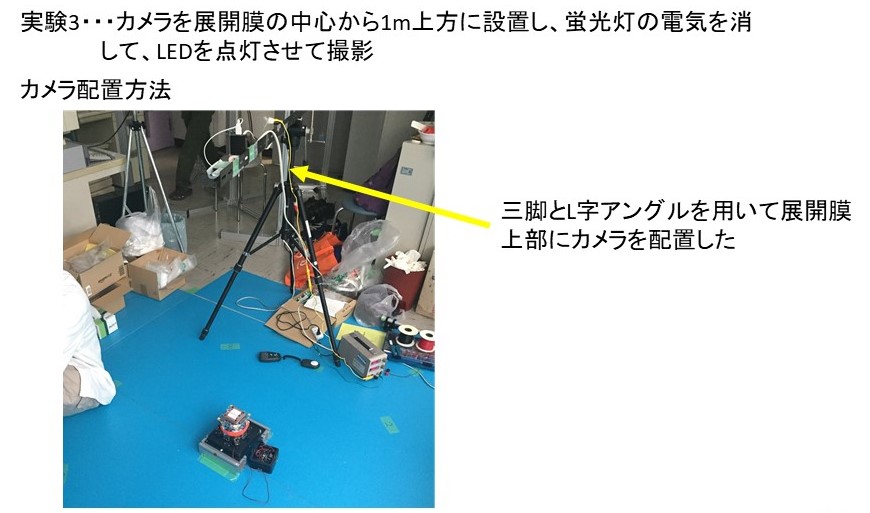 実験3・・・カメラを展開膜の中心から1m上方に設置し、蛍光灯の電気を消
して、LEDを点灯させて撮影
カメラ配置方法
三脚とL字アングルを用いて展開膜
上部にカメラを配置した